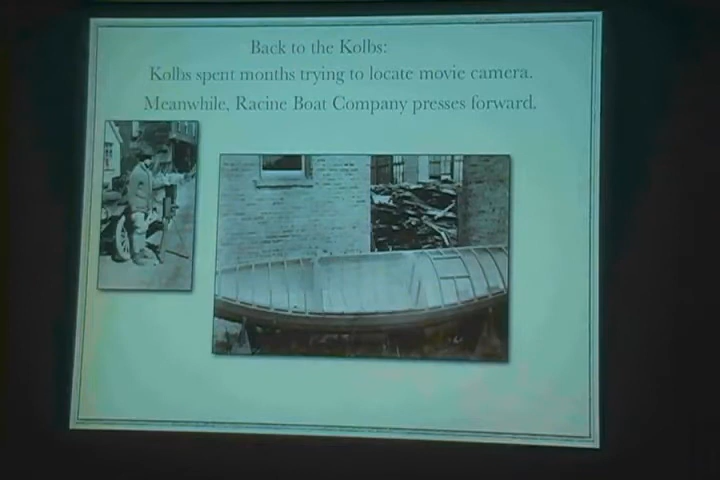 Back to the Kolbs:
Kolbs spent months trying to locate movie camera.
Meanwhile, Racine Boat Company presses forward.